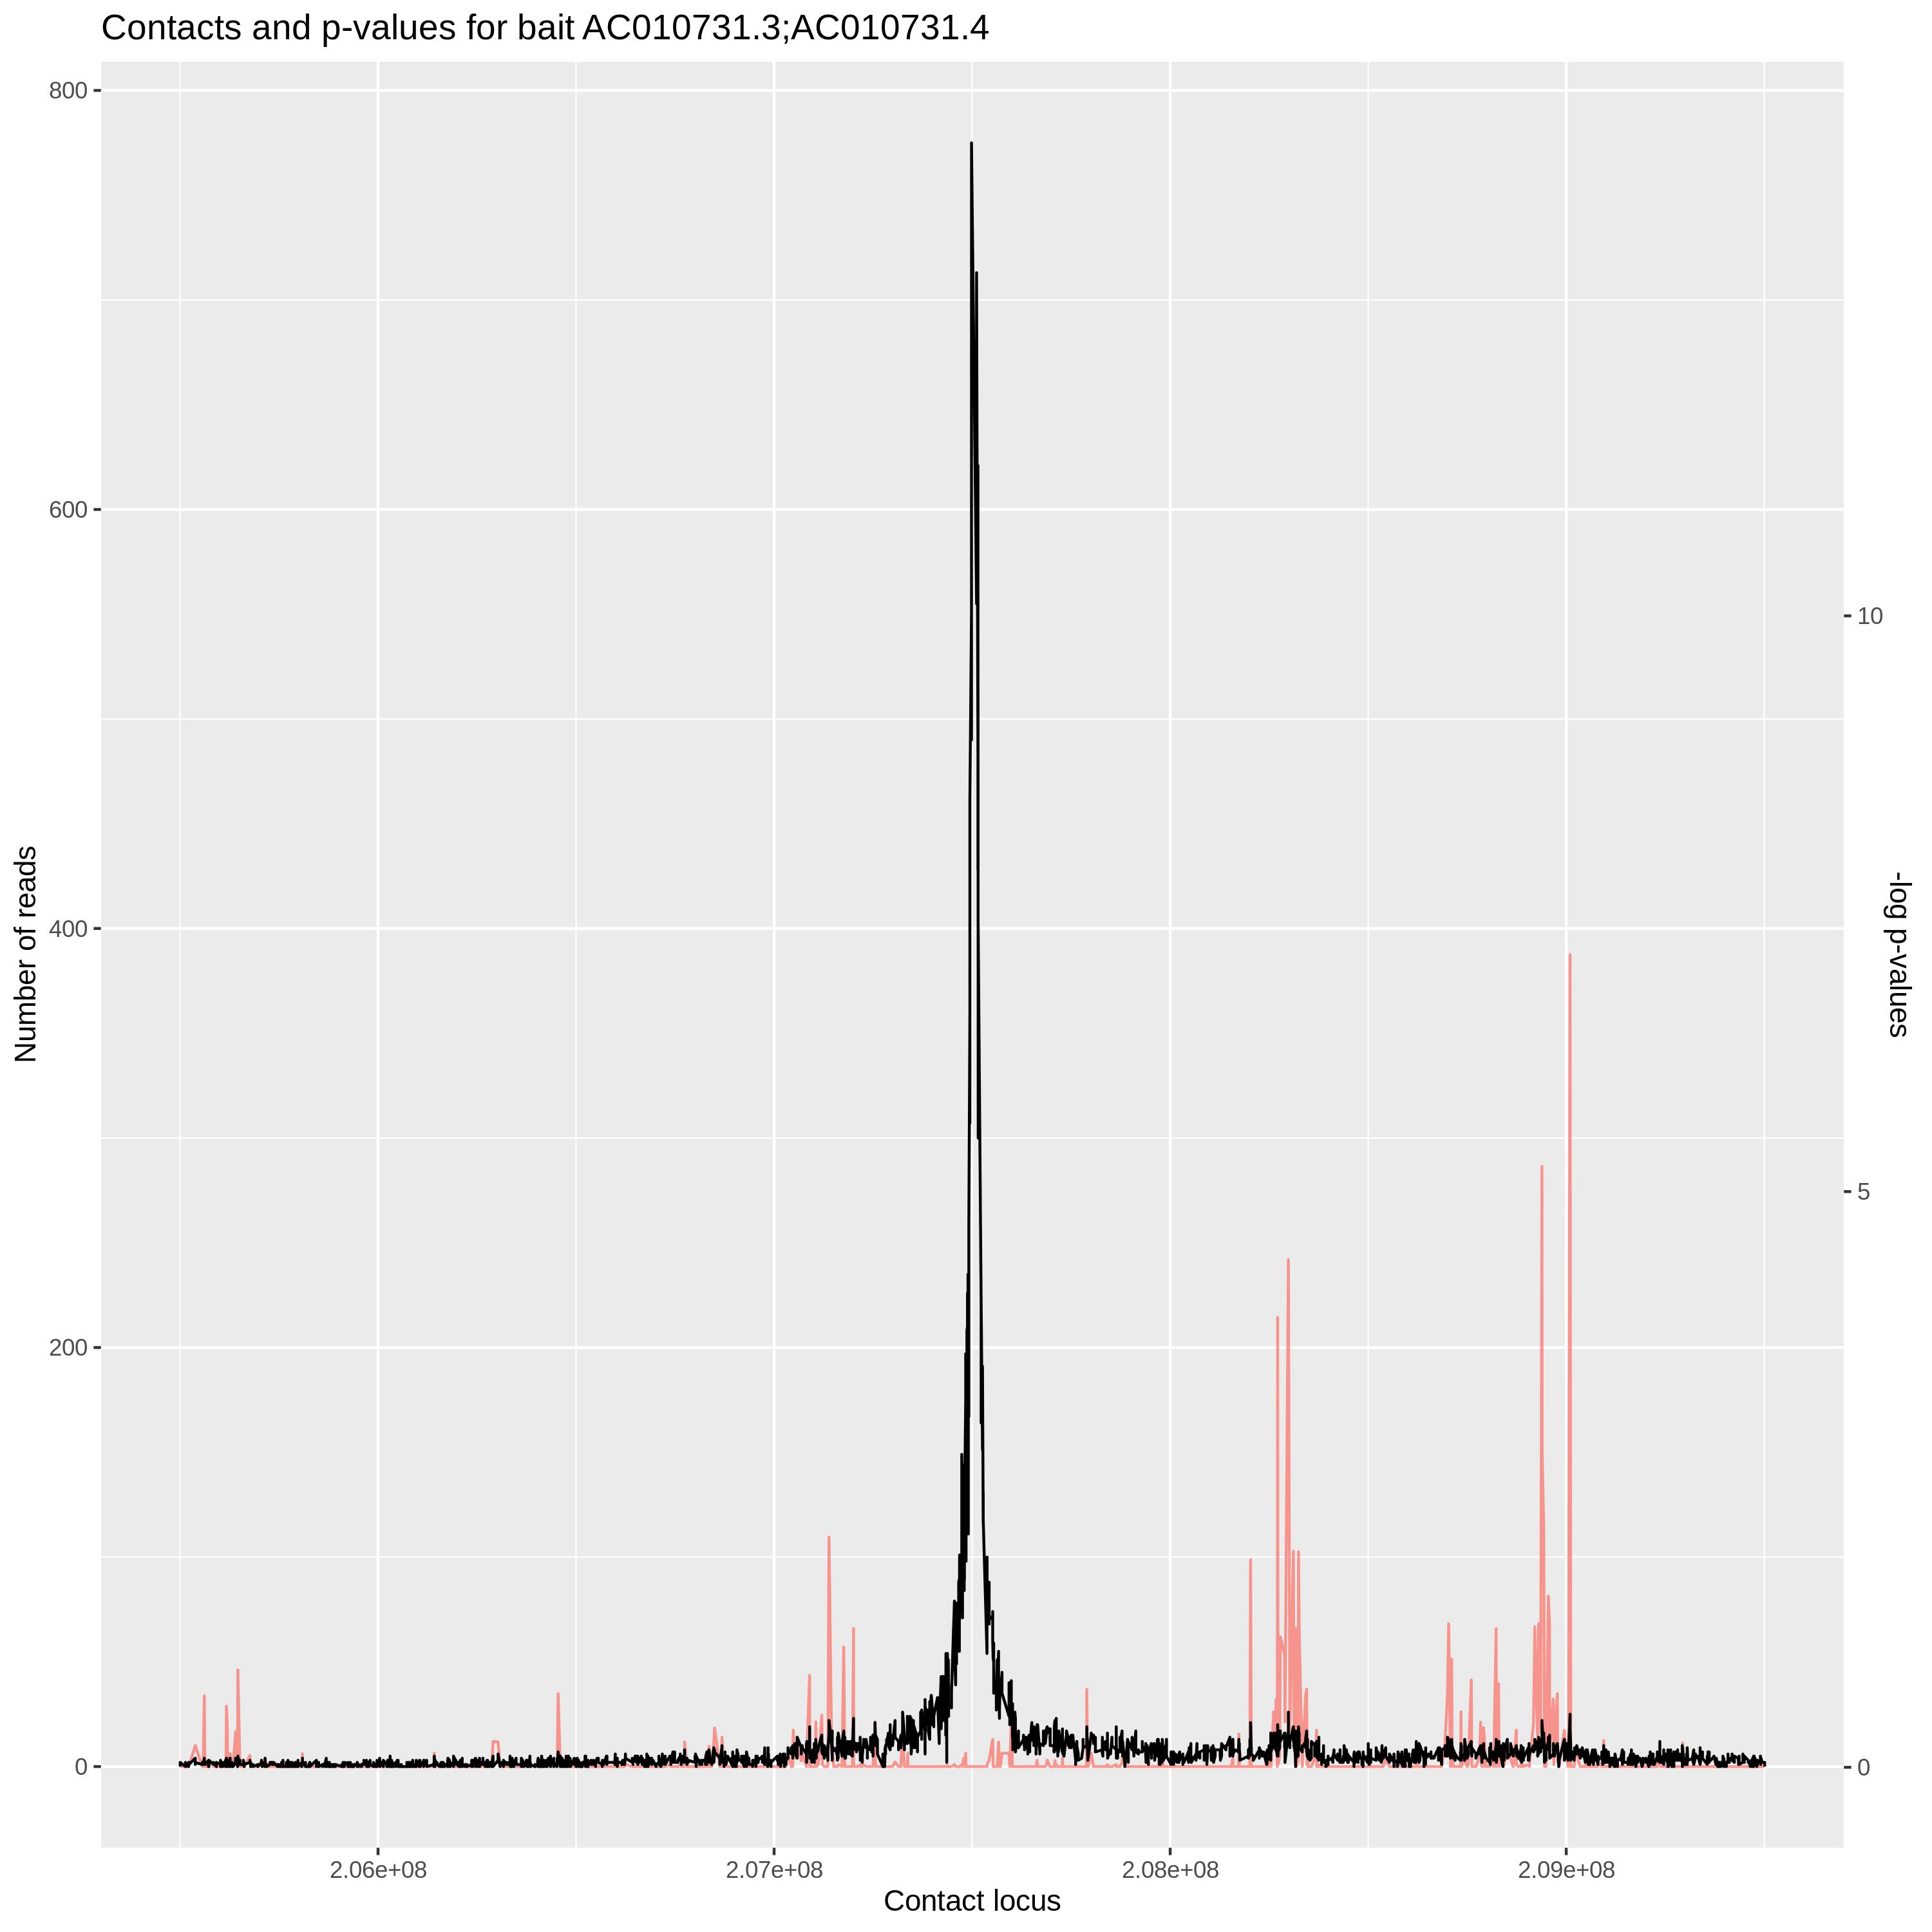 Contacts and p-values for bait AC010731.3;AC010731.4
800
600
400
200
0
Number of reads
10
5
0
-log p-values
2.06e+08
2.07e+08
2.08e+08
2.09e+08
Contact locus